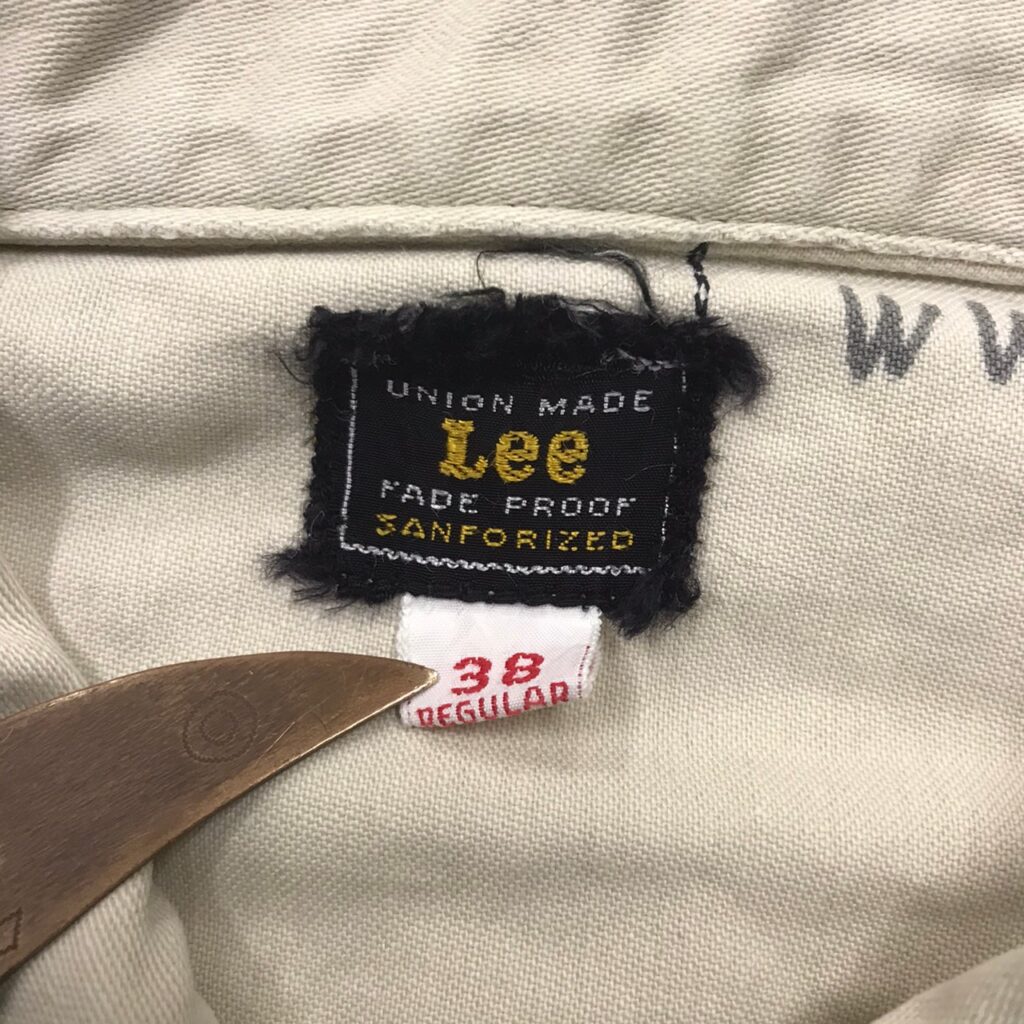 UNION MADE
Lee
FADE PROOF
SANFORIZED
38
REGULAR
W